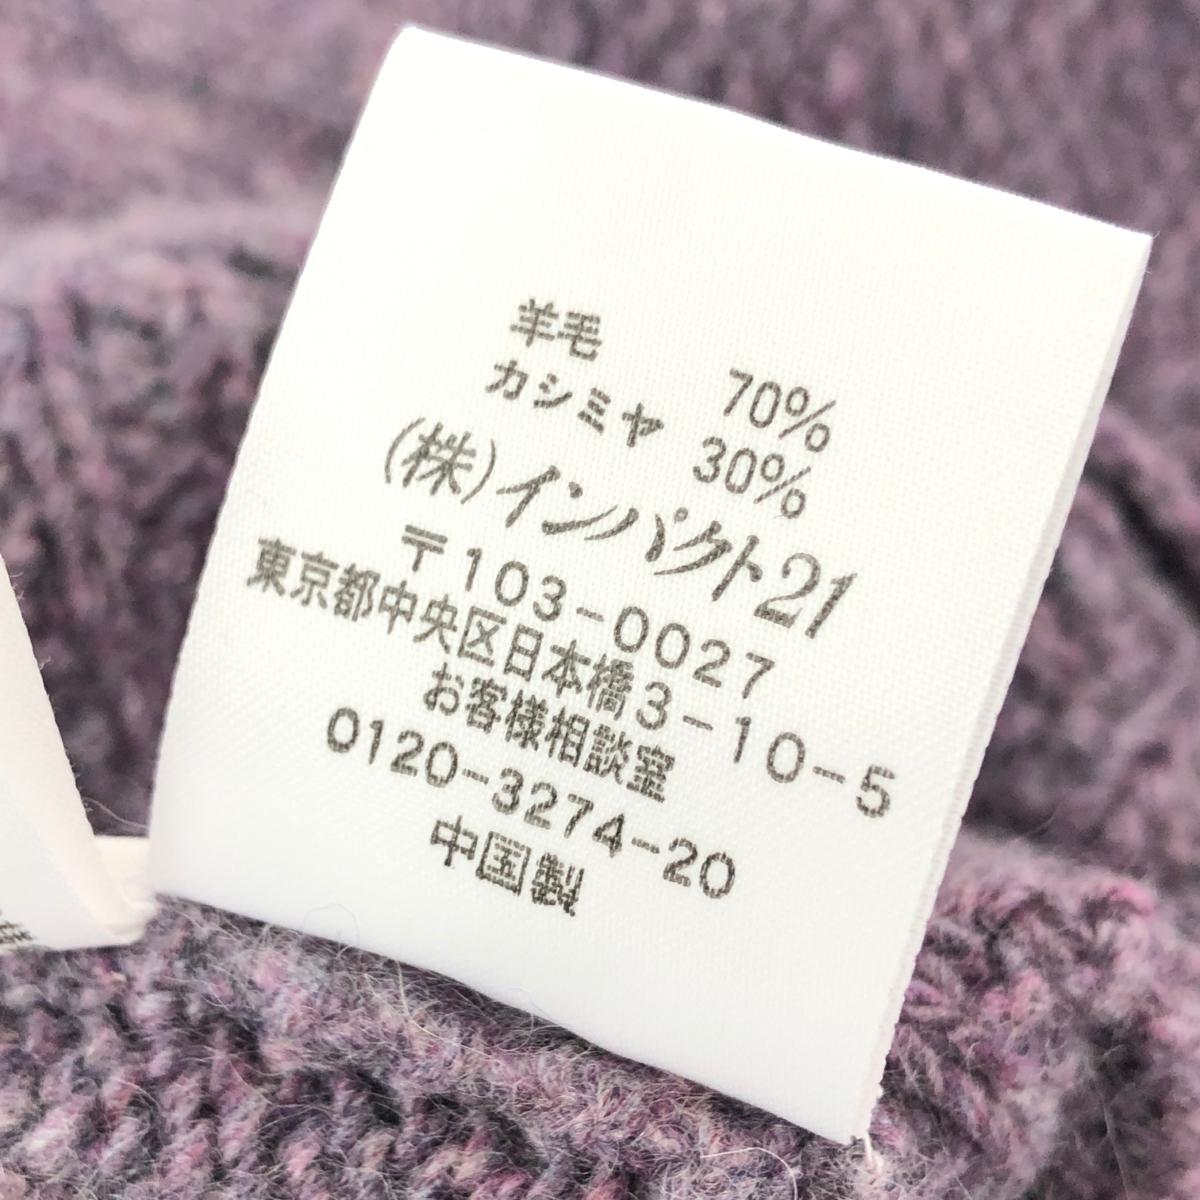 羊毛 70%
カシミヤ 30%
(株)インパクト21
〒103-0027
東京都中央区日本橋3-10-5
お客様相談室
0120-3274-20
中国製